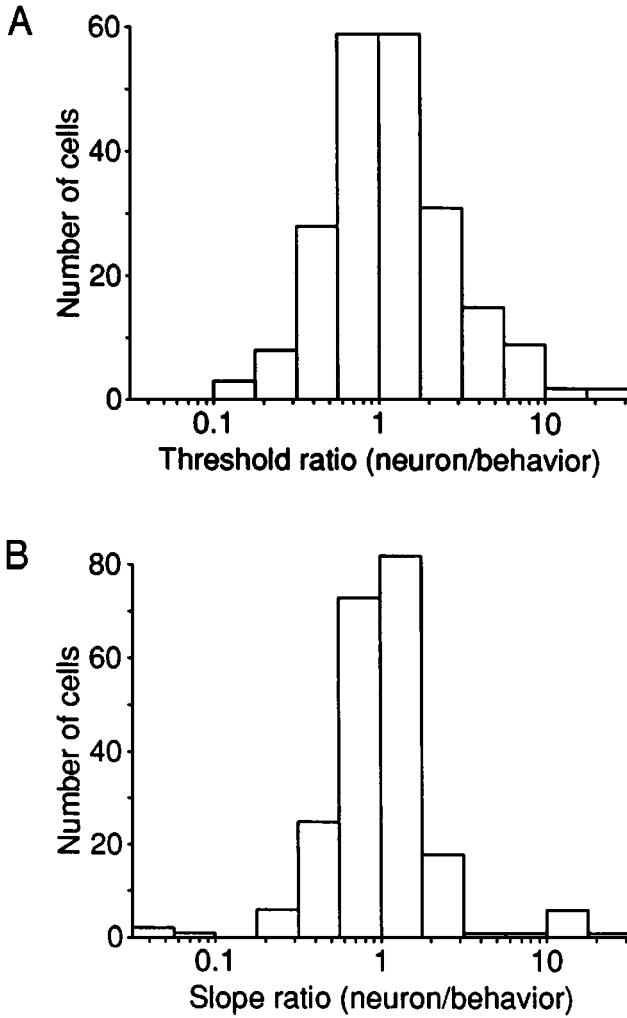 A
60
40
20
0
Number of cells
0.1 1 10
Threshold ratio (neuron/behavior)
B
80
60
40
20
0
Number of cells
0.1 1 10
Slope ratio (neuron/behavior)